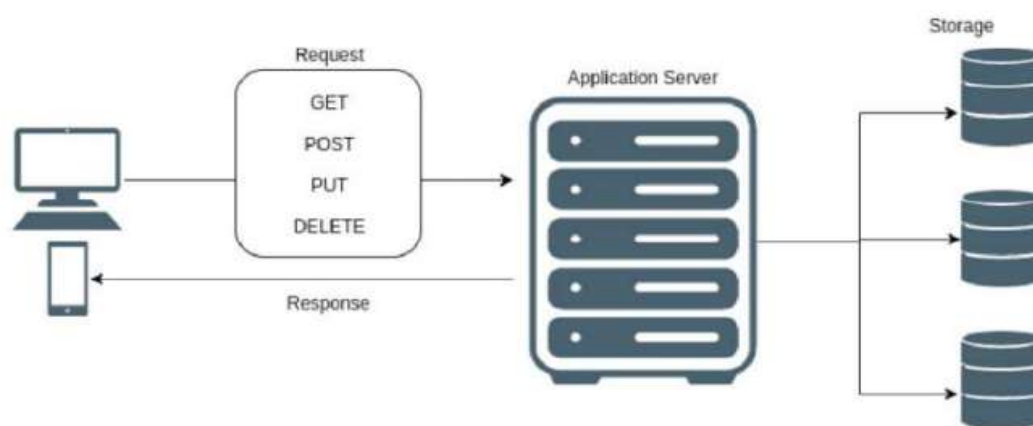 Storage
Request
Application Server
GET
POST
PUT
DELETE
Response